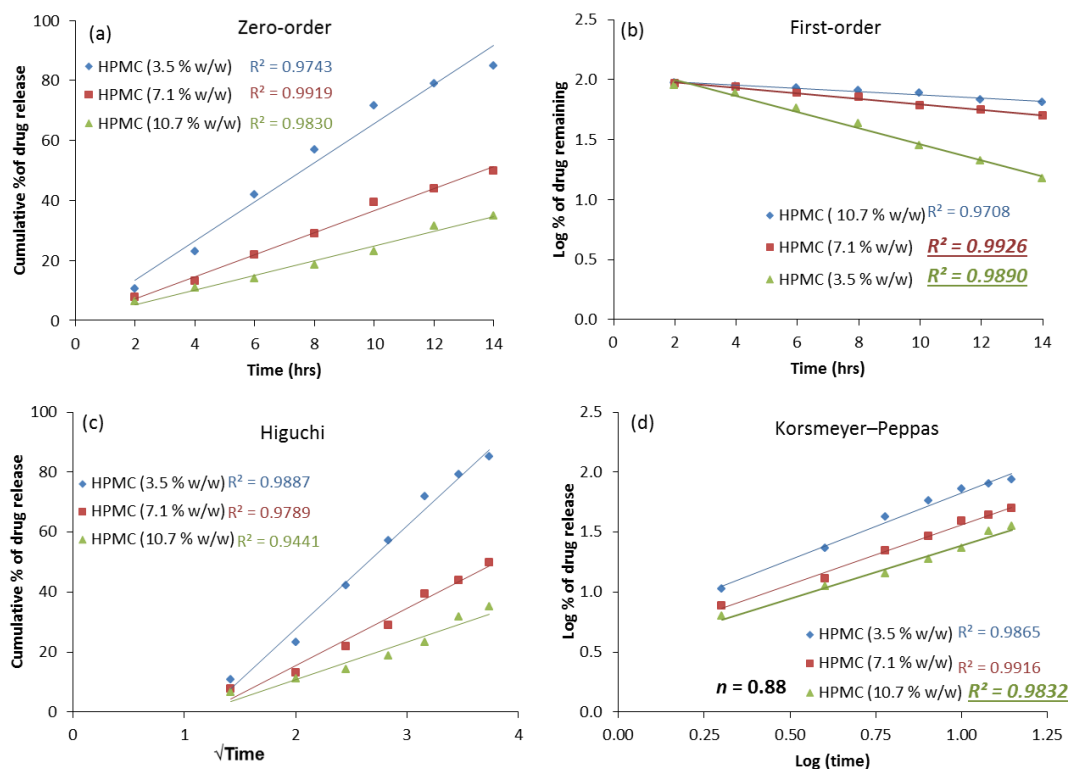 (a)
Zero-order
Cumulative %of drug release
100
80
60
40
20
0
HPMC (3.5 % w/w) R² = 0.9743
HPMC (7.1 % w/w) R² = 0.9919
HPMC (10.7 % w/w) R² = 0.9830
0 2 4 6 8 10 12 14
Time (hrs)
(b)
First-order
Log % of drug remaining
2.5
2.0
1.5
1.0
0.5
0.0
HPMC ( 10.7 % w/w) R² = 0.9708
HPMC (7.1 % w/w) R² = 0.9926
HPMC (3.5 % w/w) R² = 0.9890
0 2 4 6 8 10 12 14
Time (hrs)
(c)
Higuchi
Cumulative % of drug release
100
80
60
40
20
0
HPMC (3.5 % w/w) R² = 0.9887
HPMC (7.1 % w/w) R² = 0.9789
HPMC (10.7 % w/w) R² = 0.9441
0 1 2 3 4
√Time
(d)
Korsmeyer–Peppas
Log % of drug release
2.5
2.0
1.5
1.0
0.5
0.0
HPMC (3.5 % w/w) R² = 0.9865
HPMC (7.1 % w/w) R² = 0.9916
n = 0.88
HPMC (10.7 % w/w) R² = 0.9832
0.00 0.25 0.50 0.75 1.00 1.25
Log (time)